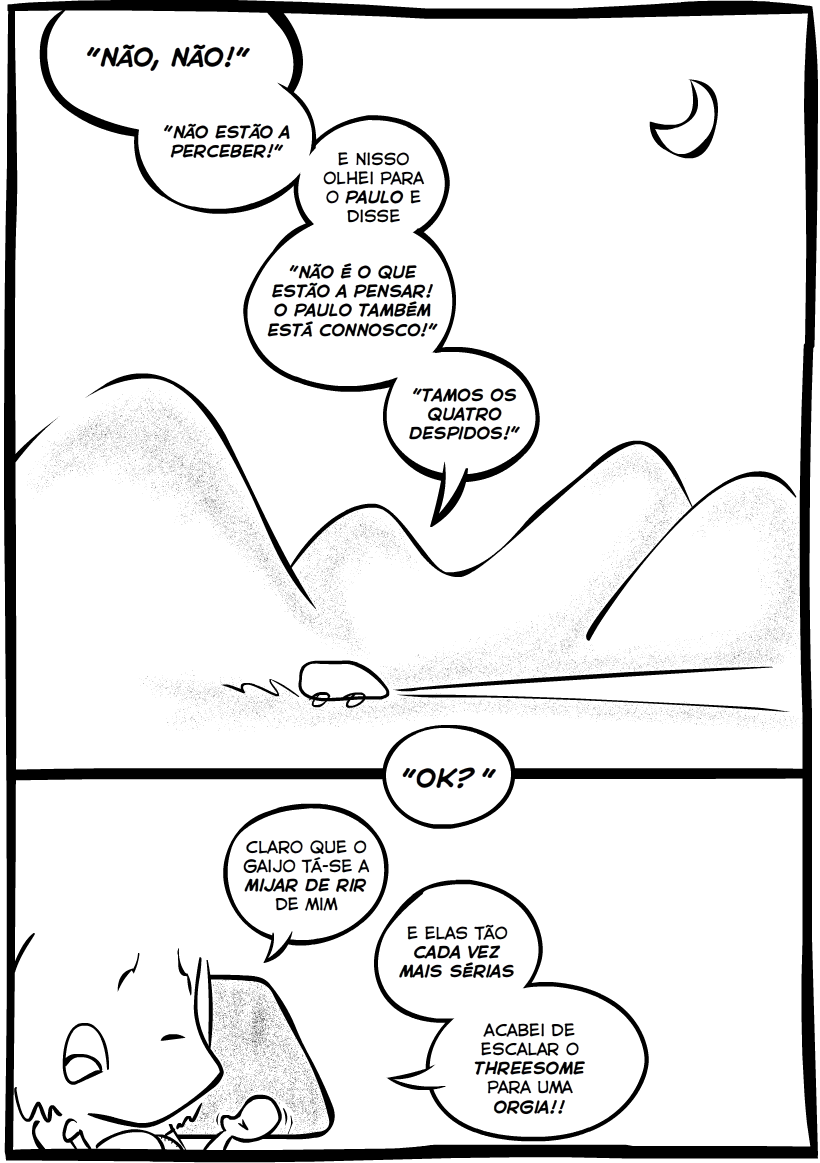 "NÃO, NÃO!"
"NÃO ESTÃO A
PERCEBER!"
E NISSO
OLHEI PARA
O PAULO E
DISSE
"NÃO É O QUE
ESTÃO A PENSAR!
O PAULO TAMBÉM
ESTÁ CONNOSCO!"
"TAMOS OS
QUATRO
DESPIDOS!"
"OK? "
CLARO QUE O
GAIJO TÁ-SE A
MIJAR DE RIR
DE MIM
E ELAS TÃO
CADA VEZ
MAIS SÉRIAS
ACABEI DE
ESCALAR O
THREESOME
PARA UMA
ORGIA!!